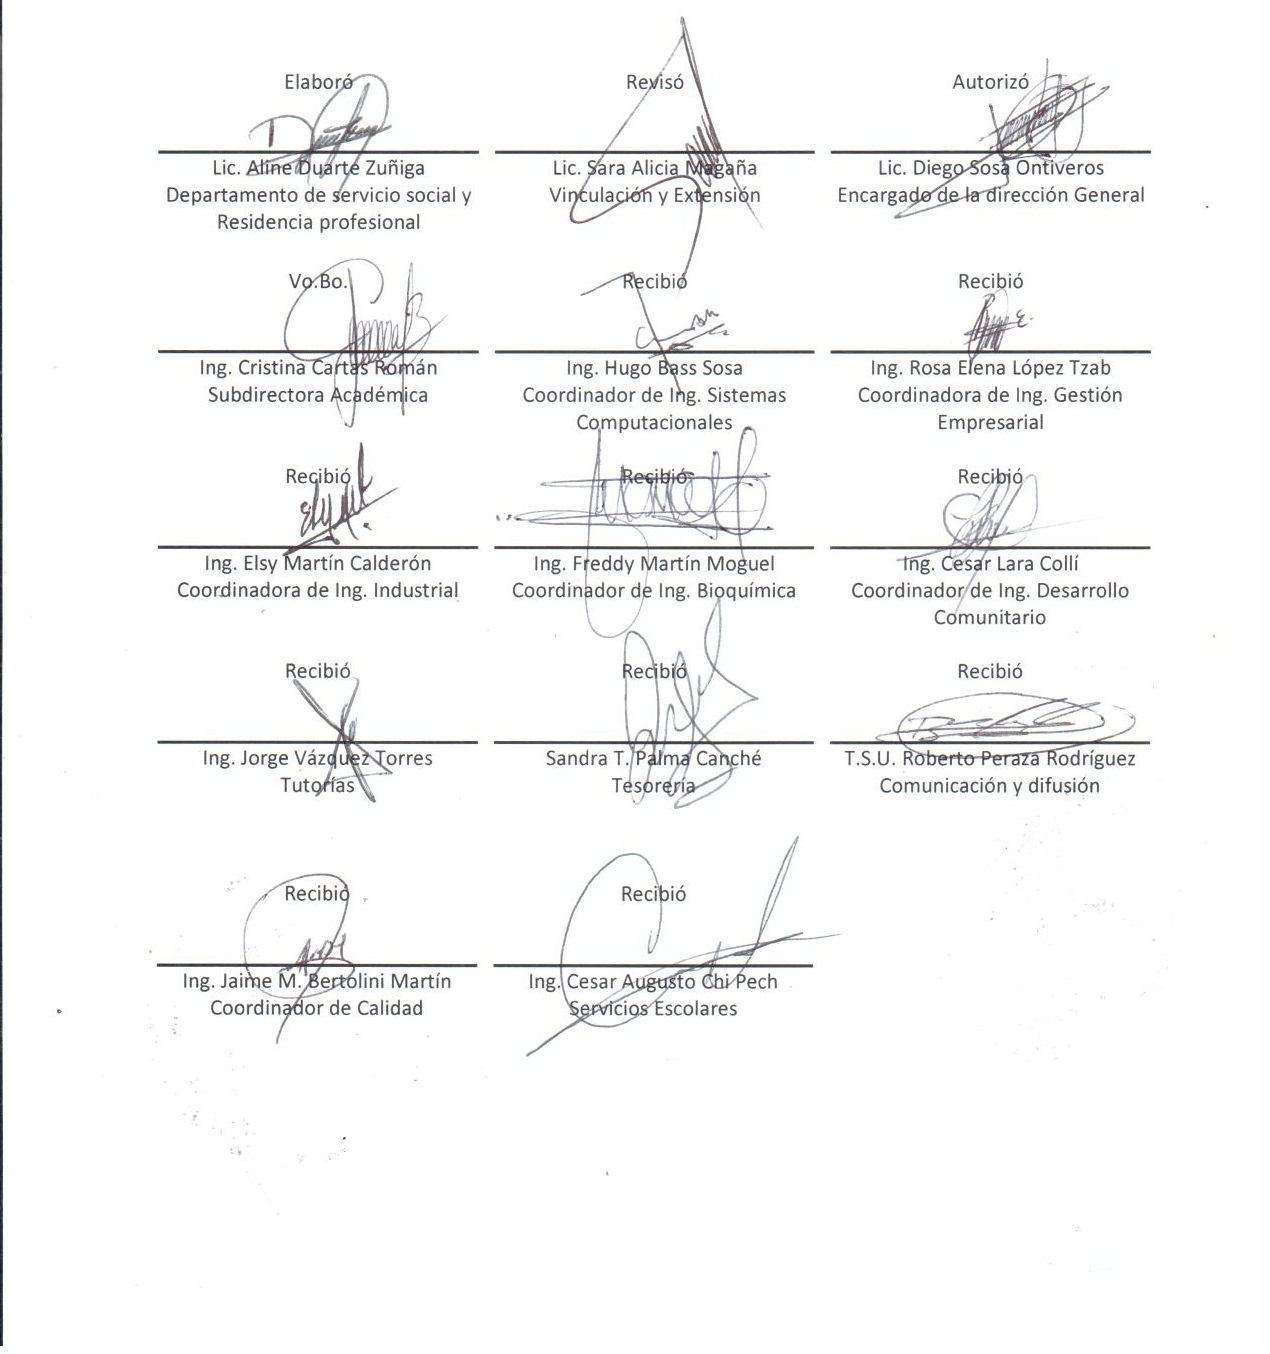 Elaboró
Lic. Aline Duarte Zuñiga
Departamento de servicio social y
Residencia profesional
Revisó
Lic. Sara Alicia Magaña
Vinculación y Extensión
Autorizó
Lic. Diego Sosa Ontiveros
Encargado de la dirección General
Vo.Bo.
Ing. Cristina Cartas Román
Subdirectora Académica
Recibió
Ing. Hugo Bass Sosa
Coordinador de Ing. Sistemas
Computacionales
Recibió
Ing. Rosa Elena López Tzab
Coordinadora de Ing. Gestión
Empresarial
Recibió
Ing. Elsy Martín Calderón
Coordinadora de Ing. Industrial
Recibió
Ing. Freddy Martín Moguel
Coordinador de Ing. Bioquímica
Recibió
Ing. Cesar Lara Collí
Coordinador de Ing. Desarrollo
Comunitario
Recibió
Ing. Jorge Vázquez Torres
Tutorías
Recibió
Sandra T. Palma Canché
Tesorería
Recibió
T.S.U. Roberto Peraza Rodríguez
Comunicación y difusión
Recibió
Ing. Jaime M. Bertolini Martín
Coordinador de Calidad
Recibió
Ing. Cesar Augusto Chi Pech
Servicios Escolares